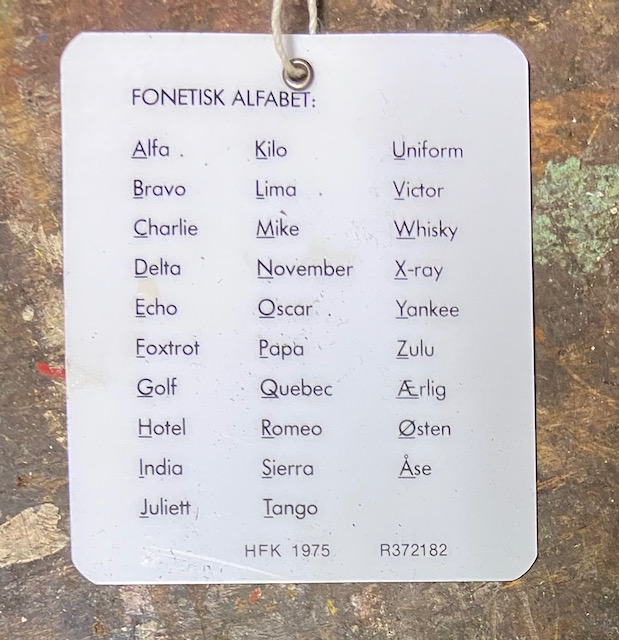 FONETISK ALFABET:
Alfa
Bravo
Charlie
Delta
Echo
Foxtrot
Golf
Hotel
India
Juliett
Kilo
Lima
Mike
November
Oscar
Papa
Quebec
Romeo
Sierra
Tango
Uniform
Victor
Whisky
X-ray
Yankee
Zulu
Ærlig
Østen
Åse
HFK 1975 R372182